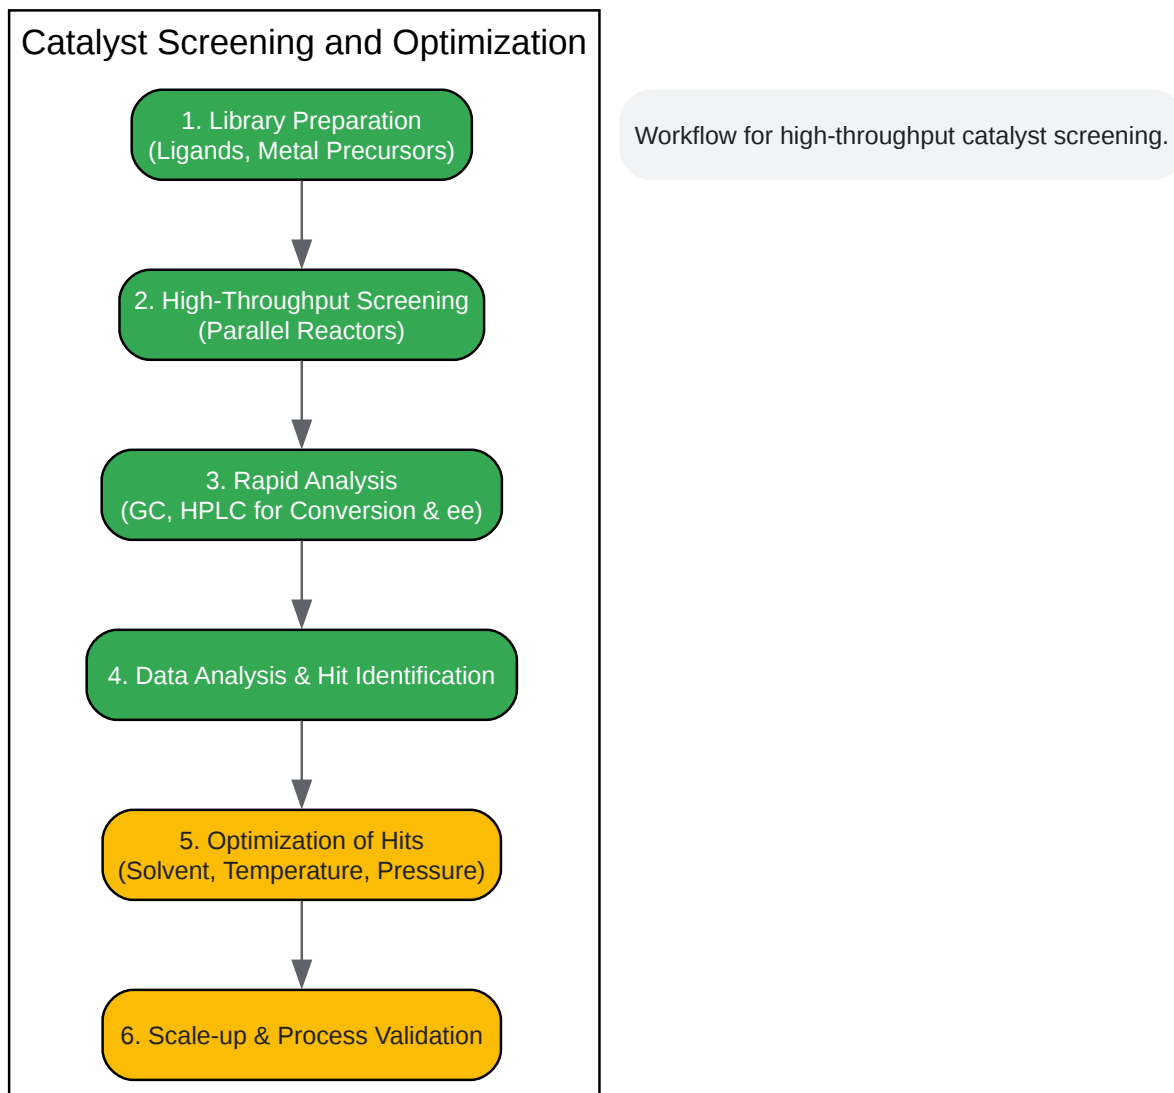 Catalyst Screening and Optimization
1. Library Preparation
(Ligands, Metal Precursors)
Workflow for high-throughput catalyst screening.
2. High-Throughput Screening
(Parallel Reactors)
3. Rapid Analysis
(GC, HPLC for Conversion & ee)
4. Data Analysis & Hit Identification
5. Optimization of Hits
(Solvent, Temperature, Pressure)
6. Scale-up & Process Validation